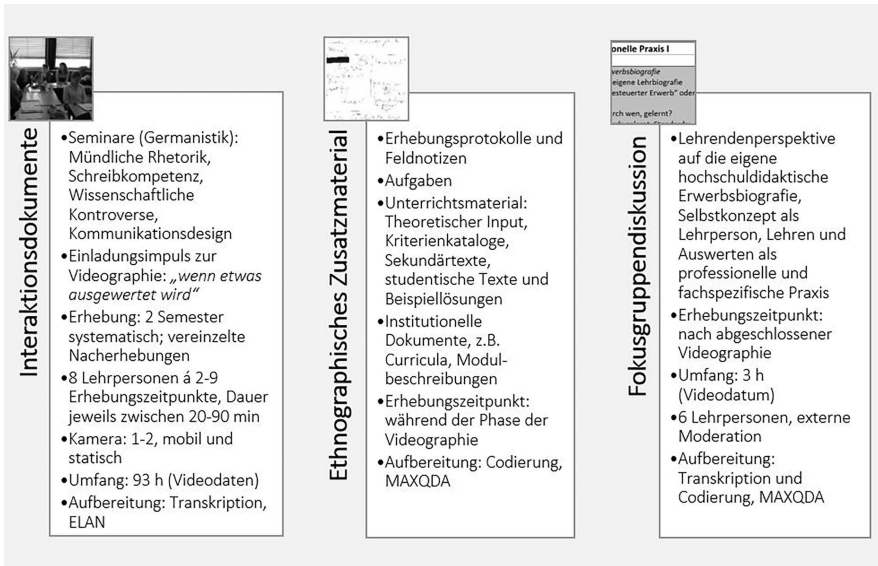 Interaktionsdokumente
•Seminare (Germanistik):
Mündliche Rhetorik,
Schreibkompetenz,
Wissenschaftliche
Kontroverse,
Kommunikationsdesign
•Einladungsimpuls zur
Videographie: „wenn etwas
ausgewertet wird“
•Erhebung: 2 Semester
systematisch; vereinzelte
Nacherhebungen
•8 Lehrpersonen á 2-9
Erhebungszeitpunkte, Dauer
jeweils zwischen 20-90 min
•Kamera: 1-2, mobil und
statisch
•Umfang: 93 h (Videodaten)
•Aufbereitung: Transkription,
ELAN
Ethnographisches Zusatzmaterial
•Erhebungsprotokolle und
Feldnotizen
•Aufgaben
•Unterrichtsmaterial:
Theoretischer Input,
Kriterienkataloge,
Sekundärtexte,
studentische Texte und
Beispiellösungen
•Institutionelle
Dokumente, z.B.
Curricula, Modul-
beschreibungen
•Erhebungszeitpunkt:
während der Phase der
Videographie
•Aufbereitung: Codierung,
MAXQDA
onelle Praxis I
verbsbiografie
eigene Lehrbiografie
esteuerter Erwerb“ oder
rch wen, gelernt?
Fokusgruppendiskussion
•Lehrendenperspektive
auf die eigene
hochschuldidaktische
Erwerbsbiografie,
Selbstkonzept als
Lehrperson, Lehren und
Auswerten als
professionelle und
fachspezifische Praxis
•Erhebungszeitpunkt:
nach abgeschlossener
Videographie
•Umfang: 3 h
(Videodatum)
•6 Lehrpersonen, externe
Moderation
•Aufbereitung:
Transkription und
Codierung, MAXQDA